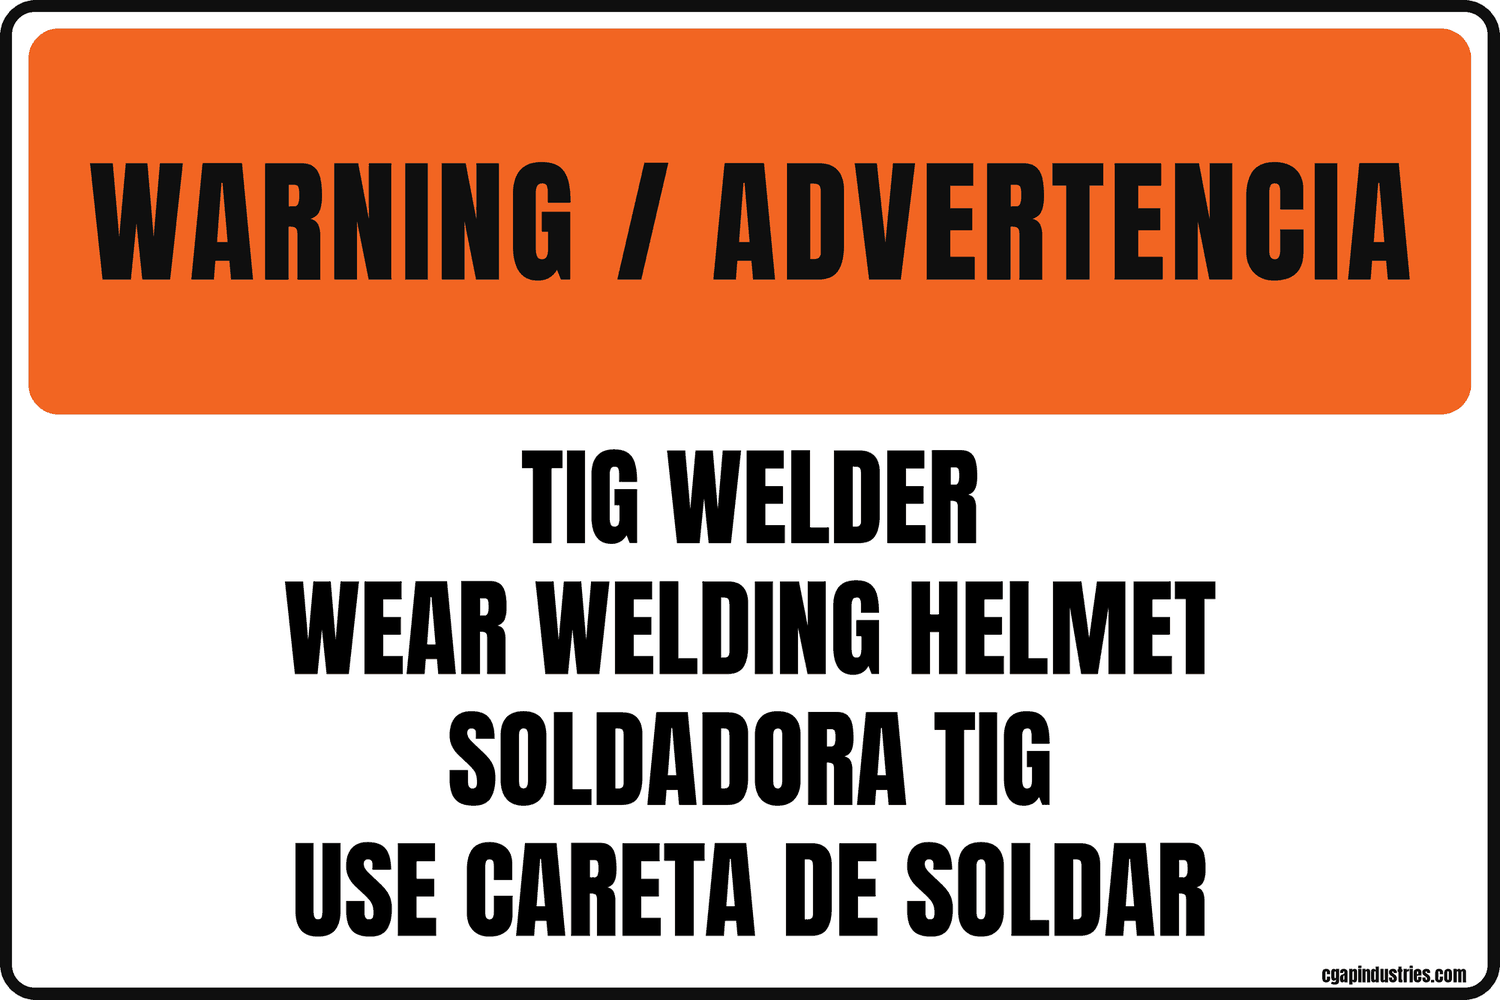 WARNING / ADVERTENCIA
TIG WELDER
WEAR WELDING HELMET
SOLDADORA TIG
USE CARETA DE SOLDAR
cgapindustries.com